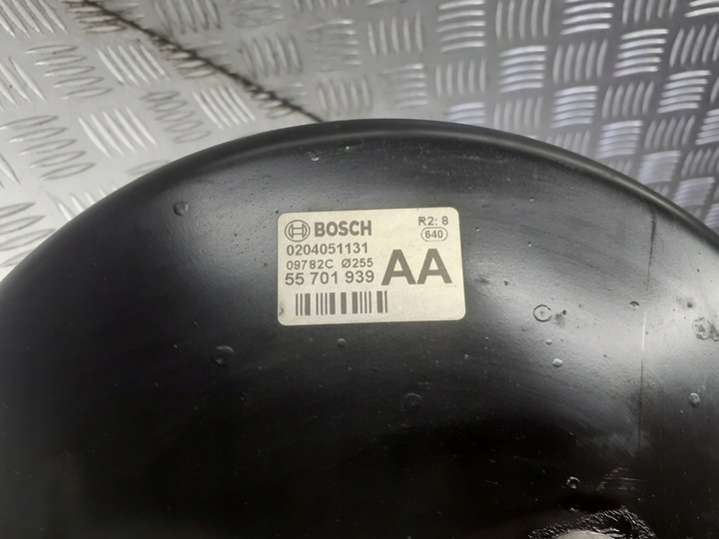 BOSCH R2: 8
0204051131 640
09782C Ø255
55 701 939 AA